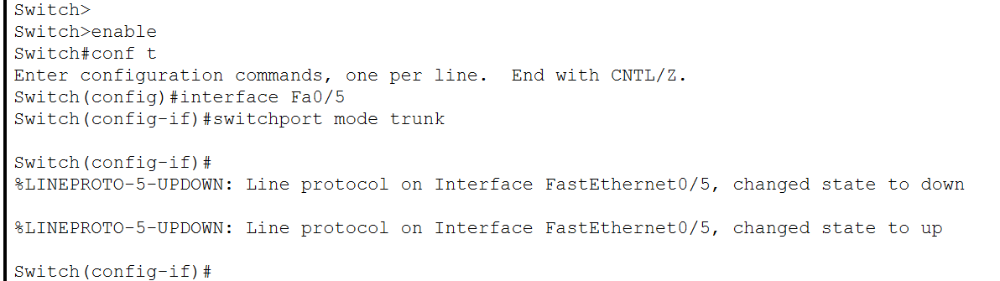 Switch>
Switch>enable
Switch#conf t
Enter configuration commands, one per line.  End with CNTL/Z.
Switch(config)#interface Fa0/5
Switch(config-if)#switchport mode trunk
Switch(config-if)#
%LINEPROTO-5-UPDOWN: Line protocol on Interface FastEthernet0/5, changed state to down
%LINEPROTO-5-UPDOWN: Line protocol on Interface FastEthernet0/5, changed state to up
Switch(config-if)#